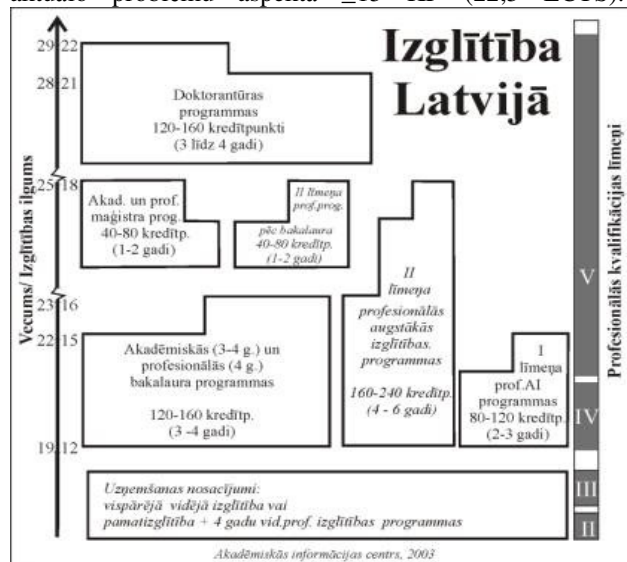 aktuālo problēmu aspektā ≥15 KP (22,5 ECTS).
Izglītība
Latvijā
Vecums/ Izglītības ilgums
29 22
28 21
25 18
23 16
22 15
19 12
Doktorantūras
programmas
120-160 kredītpunkti
(3 līdz 4 gadi)
Akad. un prof.
maģistra prog.
40-80 kredītp.
(1-2 gadi)
II līmeņa
prof.prog.
pēc bakalaura
40-80 kredītp.
(1-2 gadi)
II
līmeņa
profesionālās
augstākās
izglītības.
programmas
160-240 kredītp.
(4 - 6 gadi)
Akadēmiskās (3-4 g.) un
profesionālās (4 g.)
bakalaura programmas
120-160 kredītp.
(3 -4 gadi)
I
līmeņa
prof.AI
programmas
80-120 kredītp.
(2-3 gadi)
Uzņemšanas nosacījumi:
vispārējā vidējā izglītība vai
pamatizglītība + 4 gadu vid.prof. izglītības programmas
V
IV
III
II
Profesionālās kvalifikācijas līmeņi
Akadēmiskās informācijas centrs, 2003